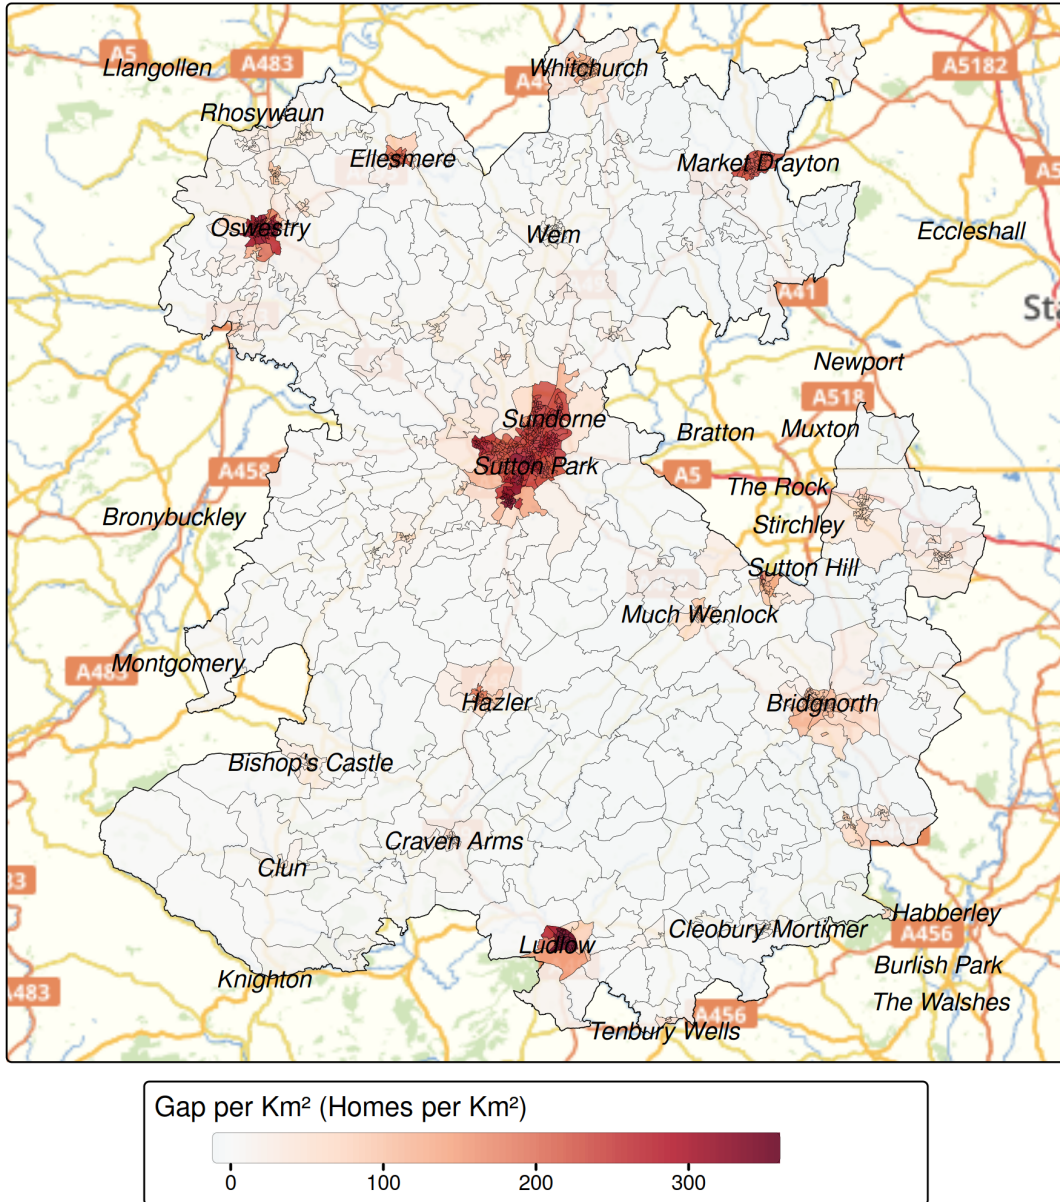 A5
Llangollen
A483
Whitchurch
A5182
Rhosywaun
Ellesmere
Market Drayton
A5
Oswestry
Wem
Eccleshall
A41
Sta
Newport
A518
Sundorne
Bratton
Muxton
A458
Sutton Park
A5
The Rock
Bronybuckley
Stirchley
Sutton Hill
Much Wenlock
A483
Montgomery
Hazler
Bridgnorth
Bishop's Castle
Craven Arms
Clun
Habberley
Cleobury Mortimer
A456
Ludlow
Burlish Park
Knighton
A483
The Walshes
A456
Tenbury Wells
Gap per Km² (Homes per Km²)
0 100 200 300